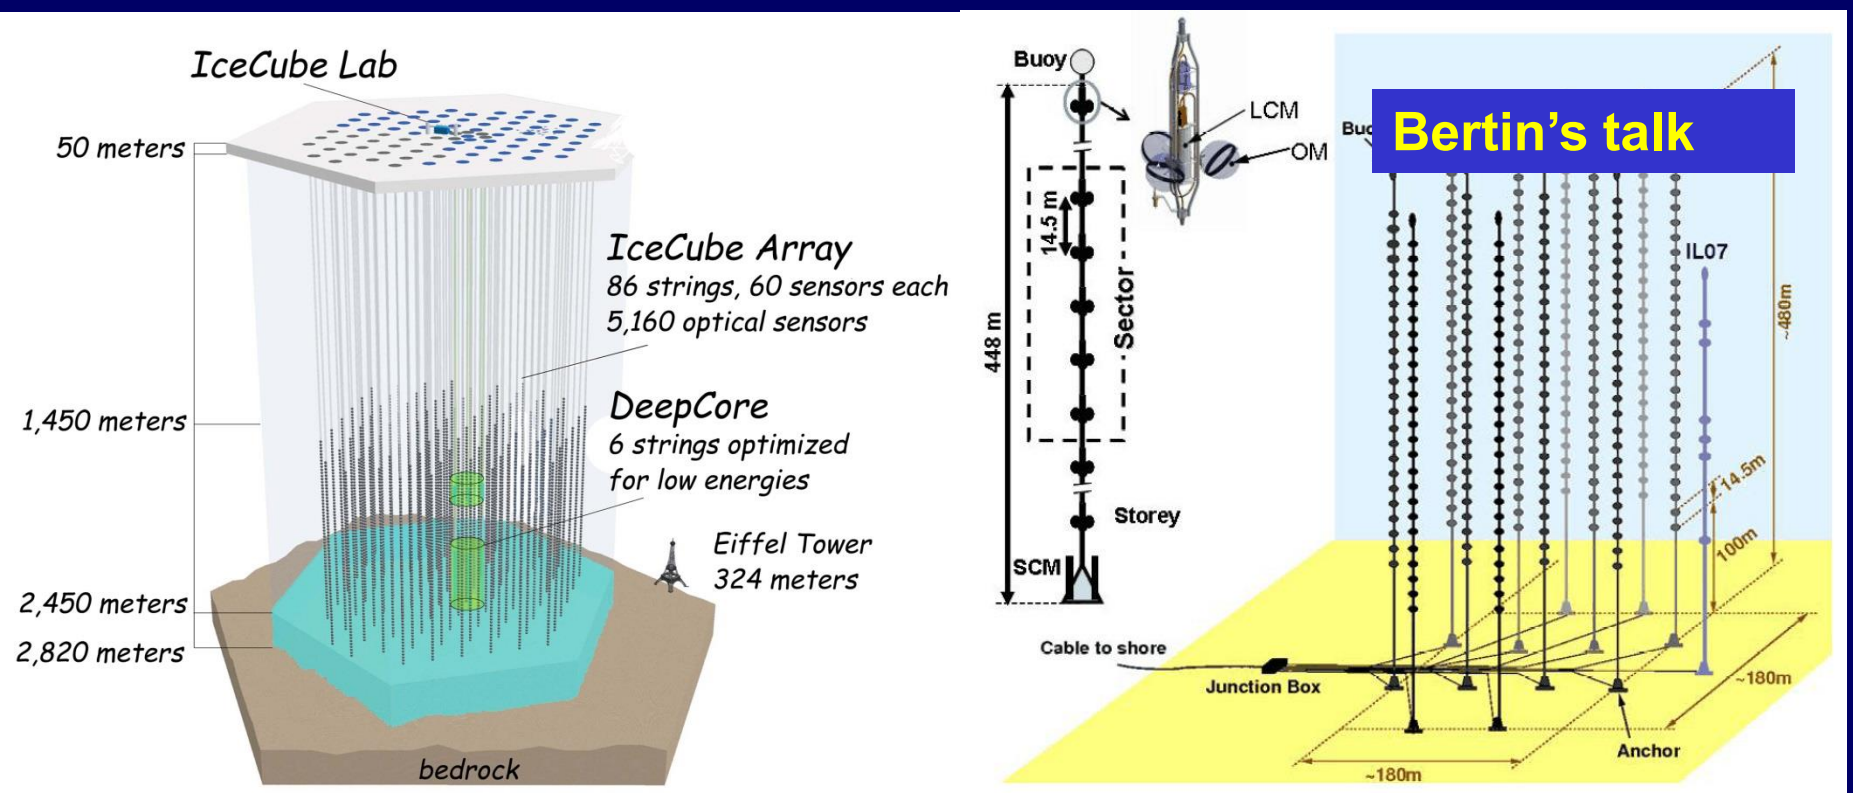 IceCube Lab
50 meters
IceCube Array
86 strings, 60 sensors each
5,160 optical sensors
1,450 meters
DeepCore
6 strings optimized
for low energies
Eiffel Tower
324 meters
2,450 meters
2,820 meters
bedrock
Buoy
LCM
OM
14.5 m
Sector
448 m
Storey
SCM
Bertin's talk
IL07
~480m
14.5m
100m
Cable to shore
Junction Box
~180m
Anchor
~180m